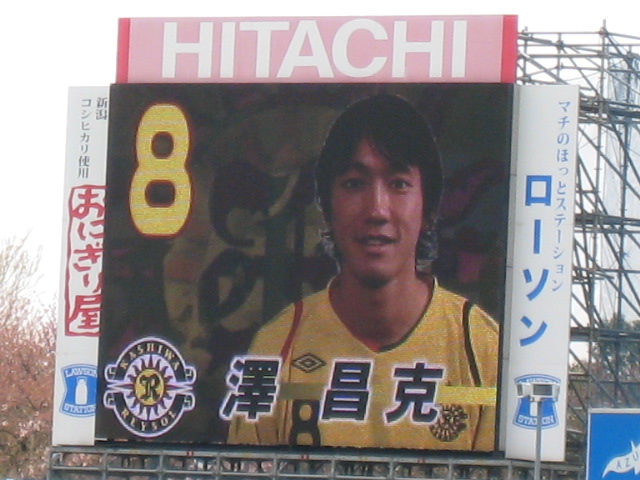 HITACHI
新潟
コシヒカリ使用
おにぎり屋
LAWSON
STATION
8
KASHIWA
R
REYSOL
澤 昌克
8
マチのほっとステーション
ローソン
LAWSON
STATION
AZU